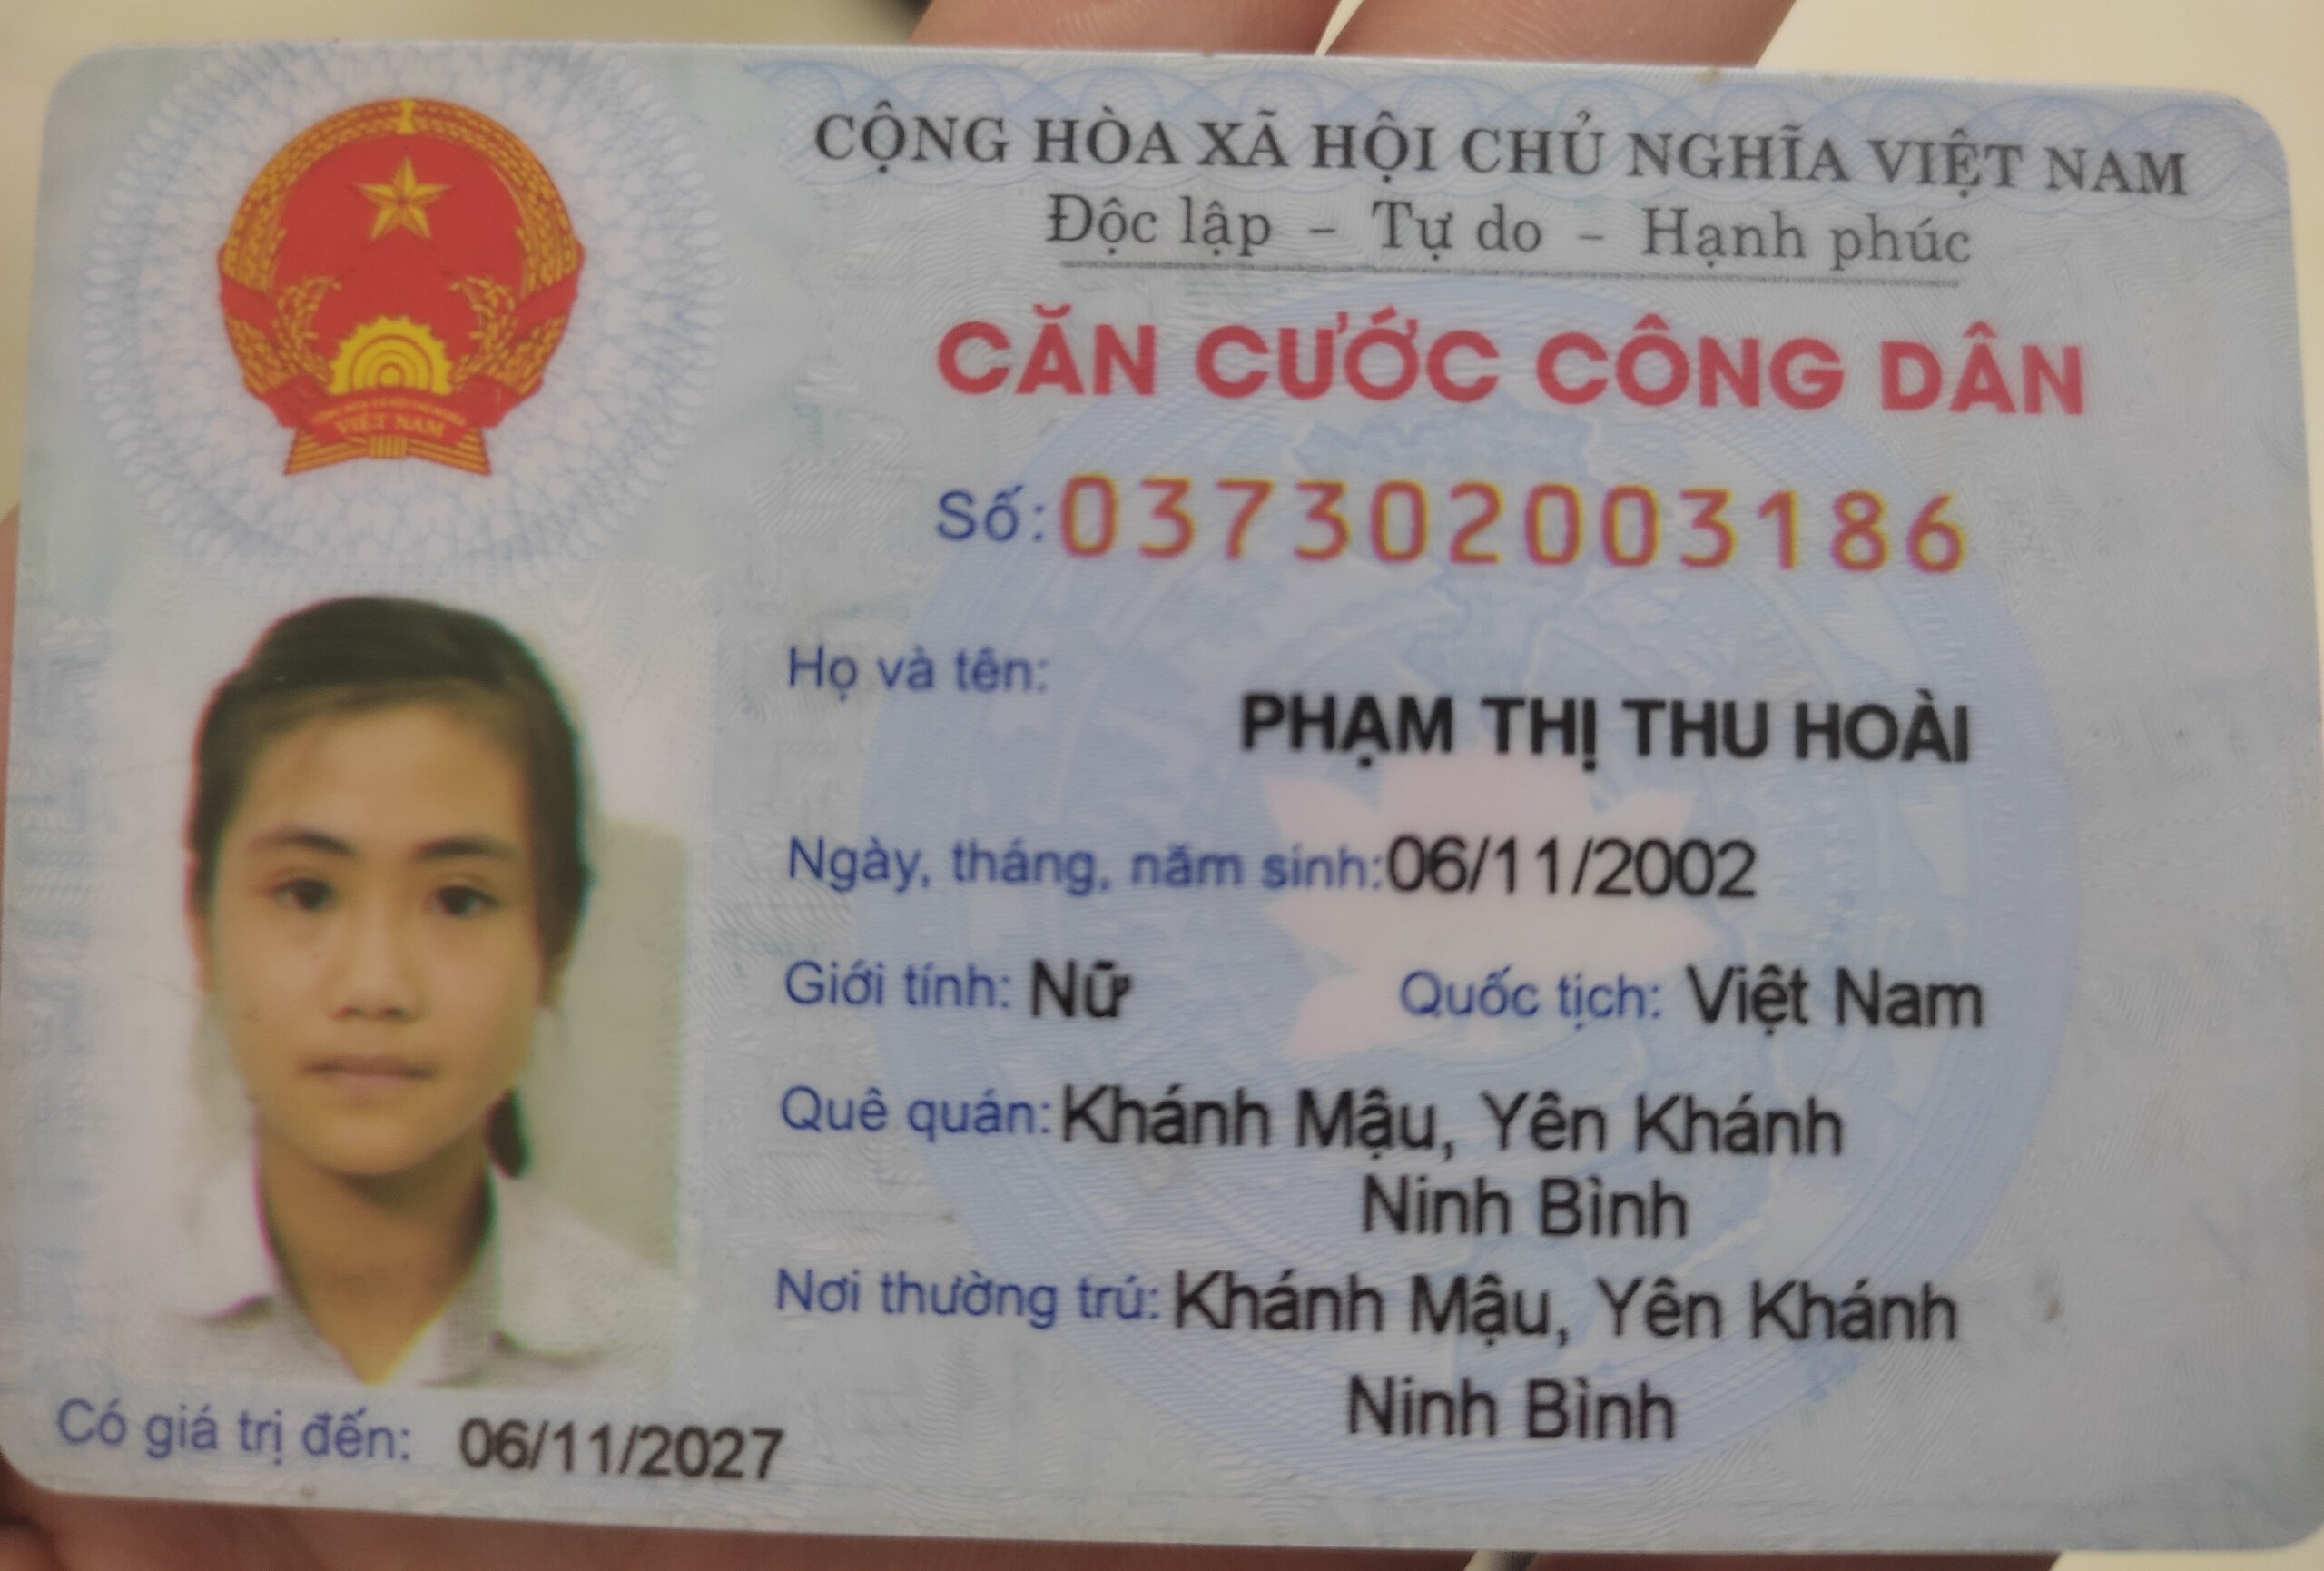 CỘNG HÒA XÃ HỘI CHỦ NGHĨA VIỆT NAM
Độc lập - Tự do - Hạnh phúc
CĂN CƯỚC CÔNG DÂN
Số: 037302003186
Họ và tên:
PHẠM THỊ THU HOÀI
Ngày, tháng, năm sinh: 06/11/2002
Giới tính: Nữ Quốc tịch: Việt Nam
Quê quán: Khánh Mậu, Yên Khánh
Ninh Bình
Nơi thường trú: Khánh Mậu, Yên Khánh
Ninh Bình
Có giá trị đến: 06/11/2027
VIỆT NAM